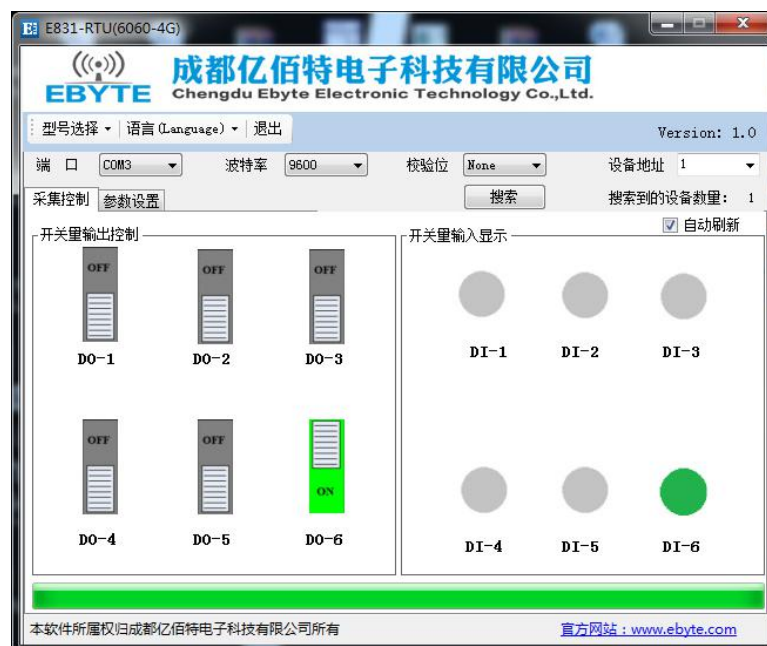 E831-RTU(6060-4G)
EBYTE
成都亿佰特电子科技有限公司
Chengdu Ebyte Electronic Technology Co.,Ltd.
型号选择 语言(Language) 退出
Version: 1.0
端 口 COM3 波特率 9600 校验位 None 设备地址 1
采集控制 参数设置 搜索 搜索到的设备数量: 1
自动刷新
开关量输出控制
开关量输入显示
OFF OFF OFF
DO-1 DO-2 DO-3
DI-1 DI-2 DI-3
OFF OFF ON
DO-4 DO-5 DO-6
DI-4 DI-5 DI-6
本软件所属权归成都亿佰特电子科技有限公司所有
官方网站：www.ebyte.com